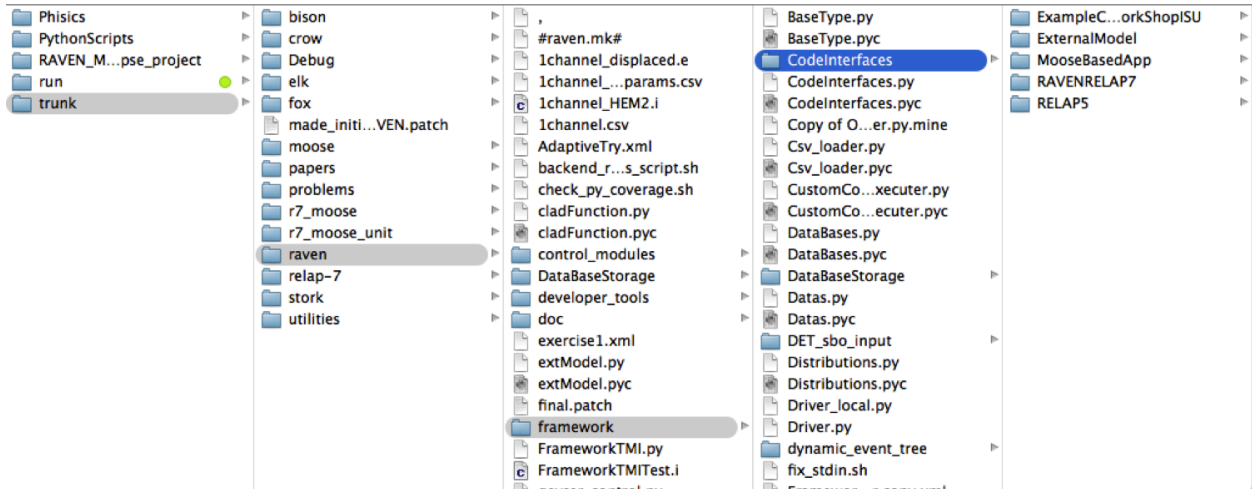 Phisics
PythonScripts
RAVEN_M...pse_project
run
trunk
bison
crow
Debug
elk
fox
made_initi...VEN.patch
moose
papers
problems
r7_moose
r7_moose_unit
raven
relap-7
stork
utilities
,
#raven.mk#
1channel_displaced.e
1channel_...params.csv
1channel_HEM2.i
1channel.csv
AdaptiveTry.xml
backend_r...s_script.sh
check_py_coverage.sh
cladFunction.py
cladFunction.pyc
control_modules
DataBaseStorage
developer_tools
doc
exercise1.xml
extModel.py
extModel.pyc
final.patch
framework
FrameworkTMI.py
FrameworkTMITest.i
BaseType.py
BaseType.pyc
CodeInterfaces
CodeInterfaces.py
CodeInterfaces.pyc
Copy of O...er.py.mine
Csv_loader.py
Csv_loader.pyc
CustomCo...xecuter.py
CustomCo...ecuter.pyc
DataBases.py
DataBases.pyc
DataBaseStorage
Datas.py
Datas.pyc
DET_sbo_input
Distributions.py
Distributions.pyc
Driver_local.py
Driver.py
dynamic_event_tree
fix_stdin.sh
ExampleC...orkShopISU
ExternalModel
MooseBasedApp
RAVENRELAP7
RELAP5